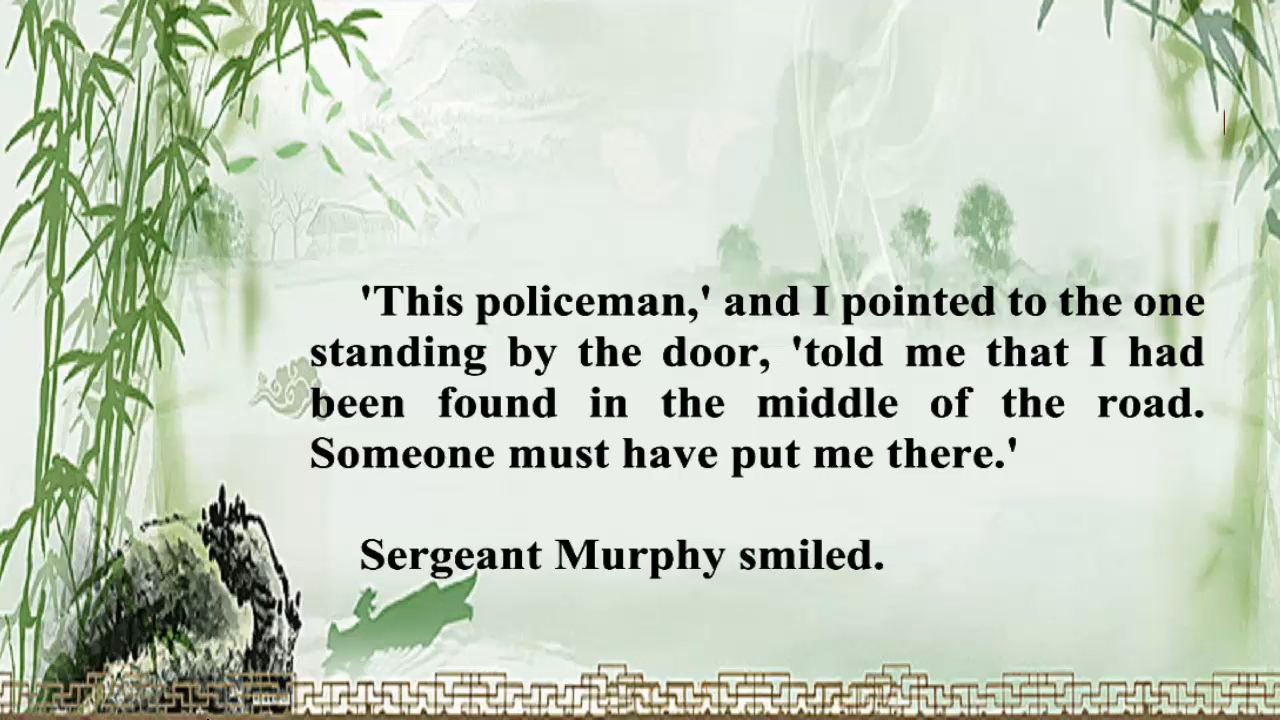 'This policeman,' and I pointed to the one
standing by the door, 'told me that I had
been found in the middle of the road.
Someone must have put me there.'
Sergeant Murphy smiled.